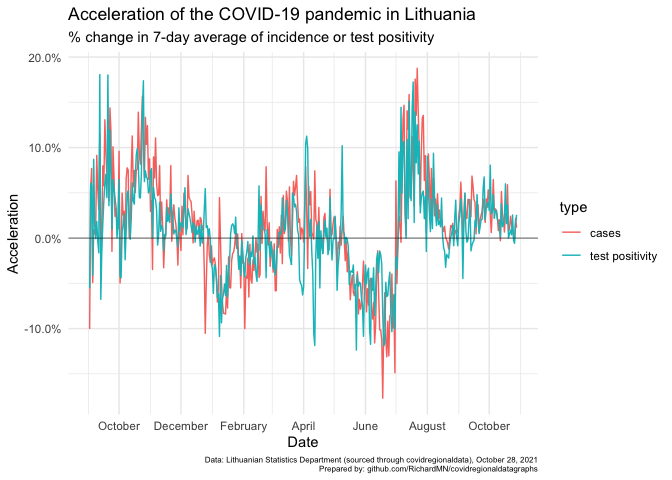 Acceleration of the COVID-19 pandemic in Lithuania
% change in 7-day average of incidence or test positivity
20.0%
10.0%
0.0%
-10.0%
Acceleration
type
cases
test positivity
October
December
February
April
June
August
October
Date
Data: Lithuanian Statistics Department (sourced through covidregionaldata), October 28, 2021
Prepared by: github.com/RichardMN/covidregionaldatagraphs